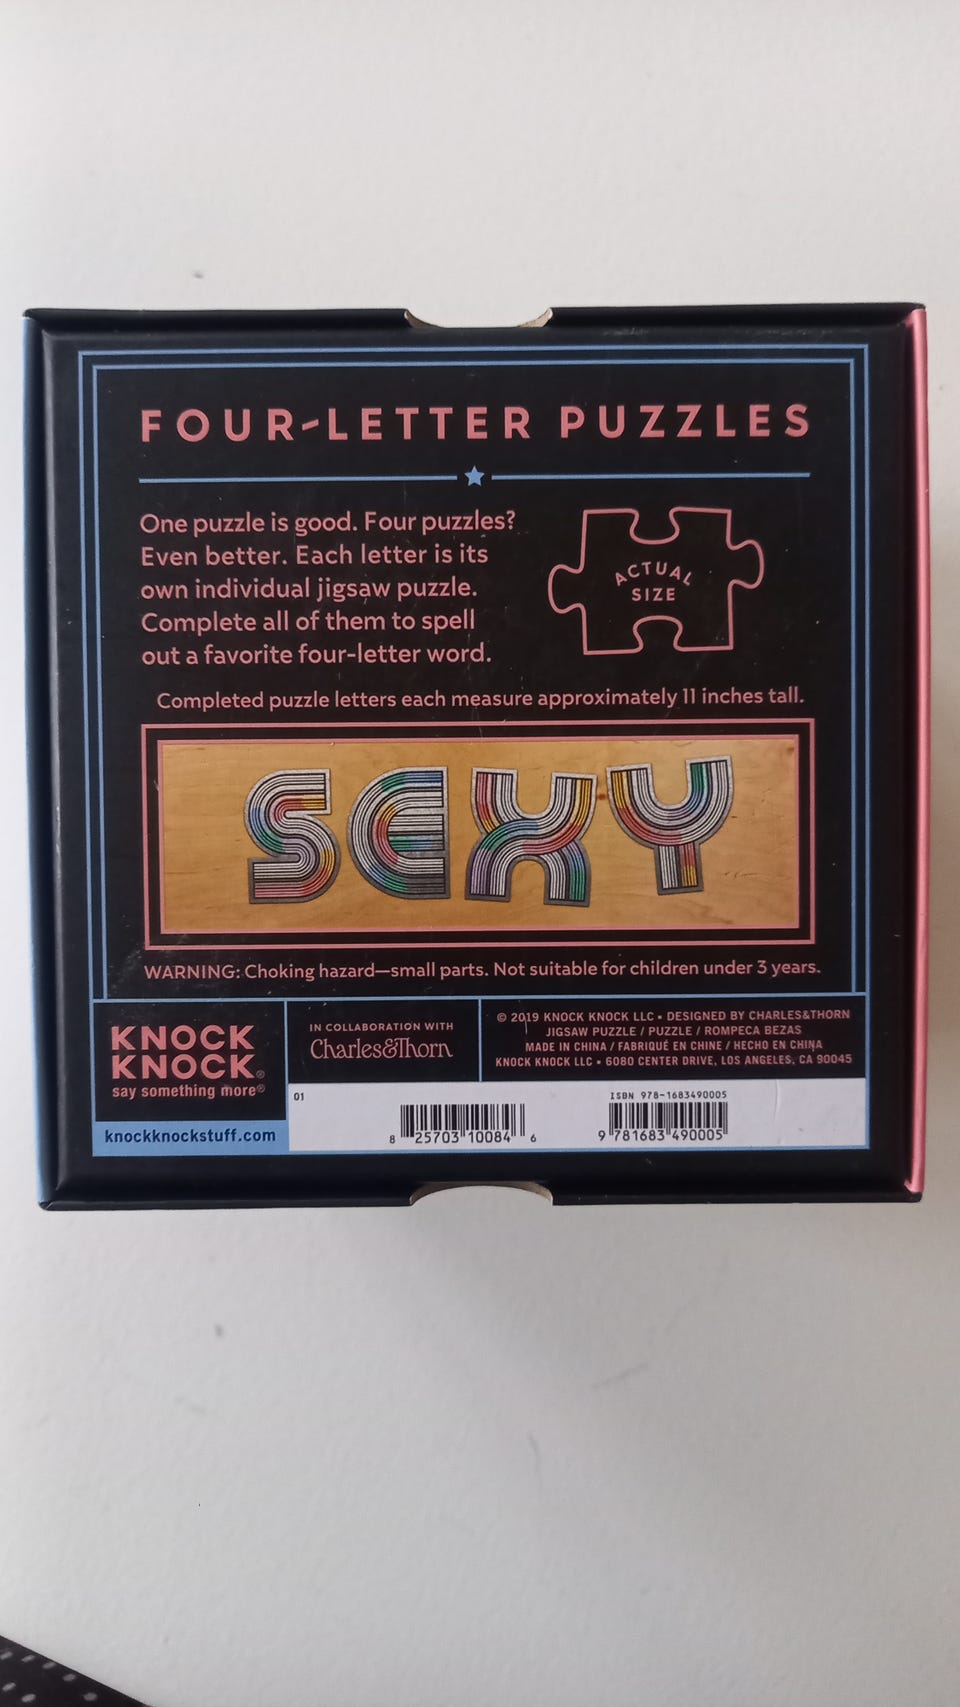 FOUR-LETTER PUZZLES
One puzzle is good. Four puzzles?
Even better. Each letter is its
own individual jigsaw puzzle.
Complete all of them to spell
out a favorite four-letter word.
ACTUAL
SIZE
Completed puzzle letters each measure approximately 11 inches tall.
SEXY
WARNING: Choking hazard—small parts. Not suitable for children under 3 years.
KNOCK
KNOCK®
say something more®
knockknockstuff.com
IN COLLABORATION WITH
Charles&Thorn
© 2019 KNOCK KNOCK LLC ▪ DESIGNED BY CHARLES&THORN
JIGSAW PUZZLE / PUZZLE / ROMPECA BEZAS
MADE IN CHINA / FABRIQUÉ EN CHINE / HECHO EN CHINA
KNOCK KNOCK LLC ▪ 6080 CENTER DRIVE, LOS ANGELES, CA 90045
01
8 25703 10084 6
ISBN 978-1683490005
9 781683 490005